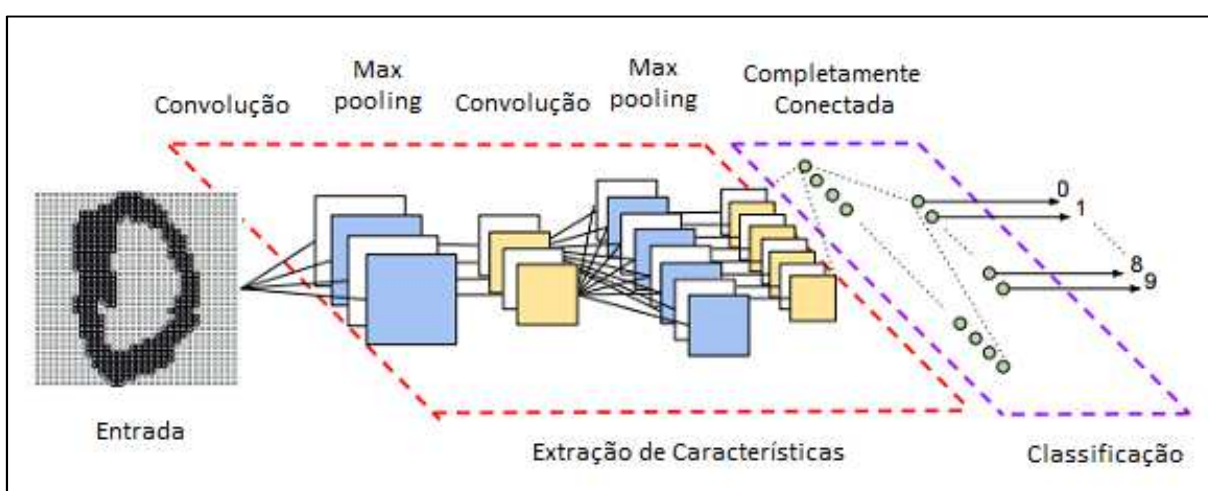 Convolução
Max
pooling
Convolução
Max
pooling
Completamente
Conectada
0
1
8
9
Entrada
Extração de Características
Classificação